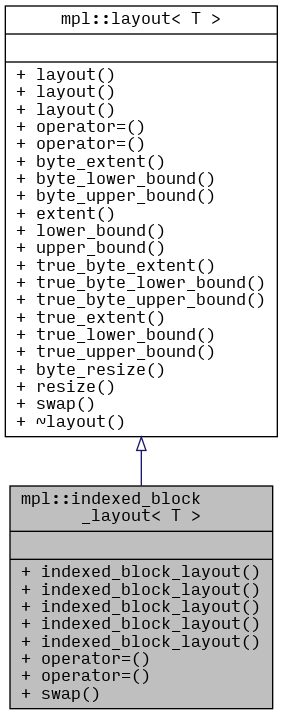 mpl::layout< T >
+ layout()
+ layout()
+ layout()
+ operator=()
+ operator=()
+ byte_extent()
+ byte_lower_bound()
+ byte_upper_bound()
+ extent()
+ lower_bound()
+ upper_bound()
+ true_byte_extent()
+ true_byte_lower_bound()
+ true_byte_upper_bound()
+ true_extent()
+ true_lower_bound()
+ true_upper_bound()
+ byte_resize()
+ resize()
+ swap()
+ ~layout()
mpl::indexed_block
_layout< T >
+ indexed_block_layout()
+ indexed_block_layout()
+ indexed_block_layout()
+ indexed_block_layout()
+ indexed_block_layout()
+ operator=()
+ operator=()
+ swap()